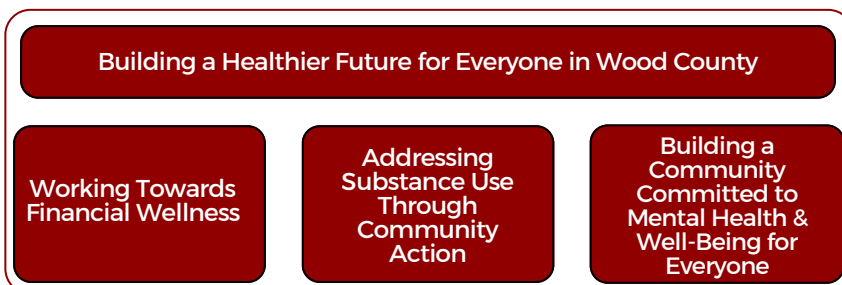 Building a Healthier Future for Everyone in Wood County
Working Towards
Financial Wellness
Addressing
Substance Use
Through
Community
Action
Building a
Community
Committed to
Mental Health &
Well-Being for
Everyone